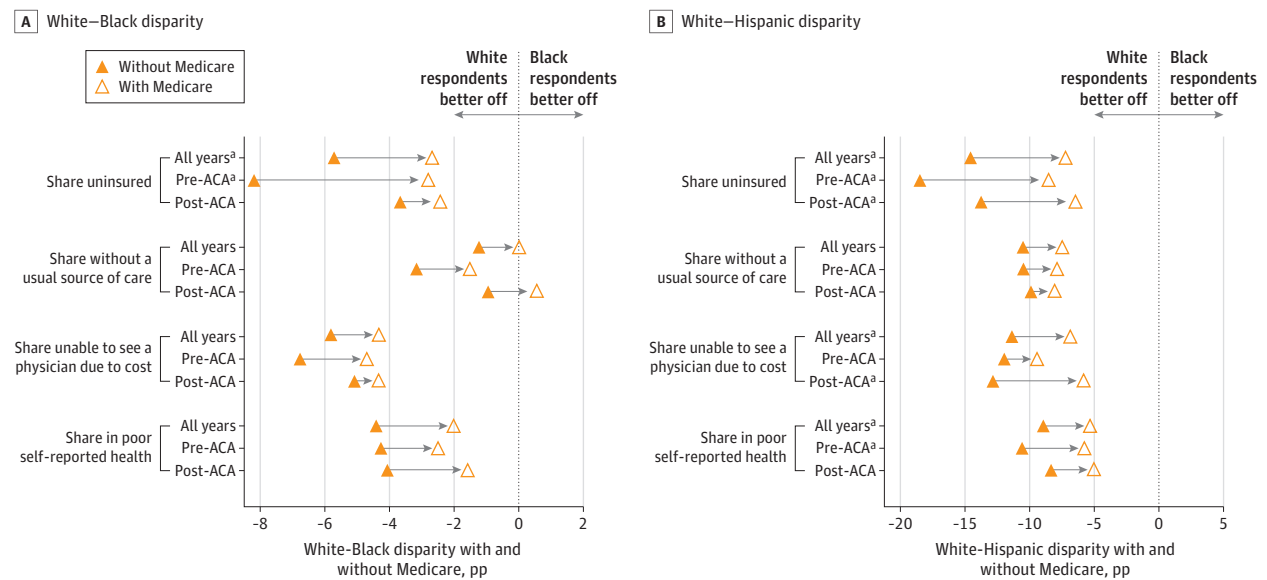 A White–Black disparity
Without Medicare
With Medicare
White
respondents
better off
Black
respondents
better off
Share uninsured
All yearsa
Pre-ACAa
Post-ACA
Share without a
usual source of care
All years
Pre-ACA
Post-ACA
Share unable to see a
physician due to cost
All years
Pre-ACA
Post-ACA
Share in poor
self-reported health
All years
Pre-ACA
Post-ACA
-8 -6 -4 -2 0 2
White-Black disparity with and
without Medicare, pp
B White–Hispanic disparity
White
respondents
better off
Black
respondents
better off
Share uninsured
All yearsa
Pre-ACAa
Post-ACAa
Share without a
usual source of care
All years
Pre-ACA
Post-ACA
Share unable to see a
physician due to cost
All yearsa
Pre-ACA
Post-ACAa
Share in poor
self-reported health
All yearsa
Pre-ACAa
Post-ACA
-20 -15 -10 -5 0 5
White-Hispanic disparity with and
without Medicare, pp